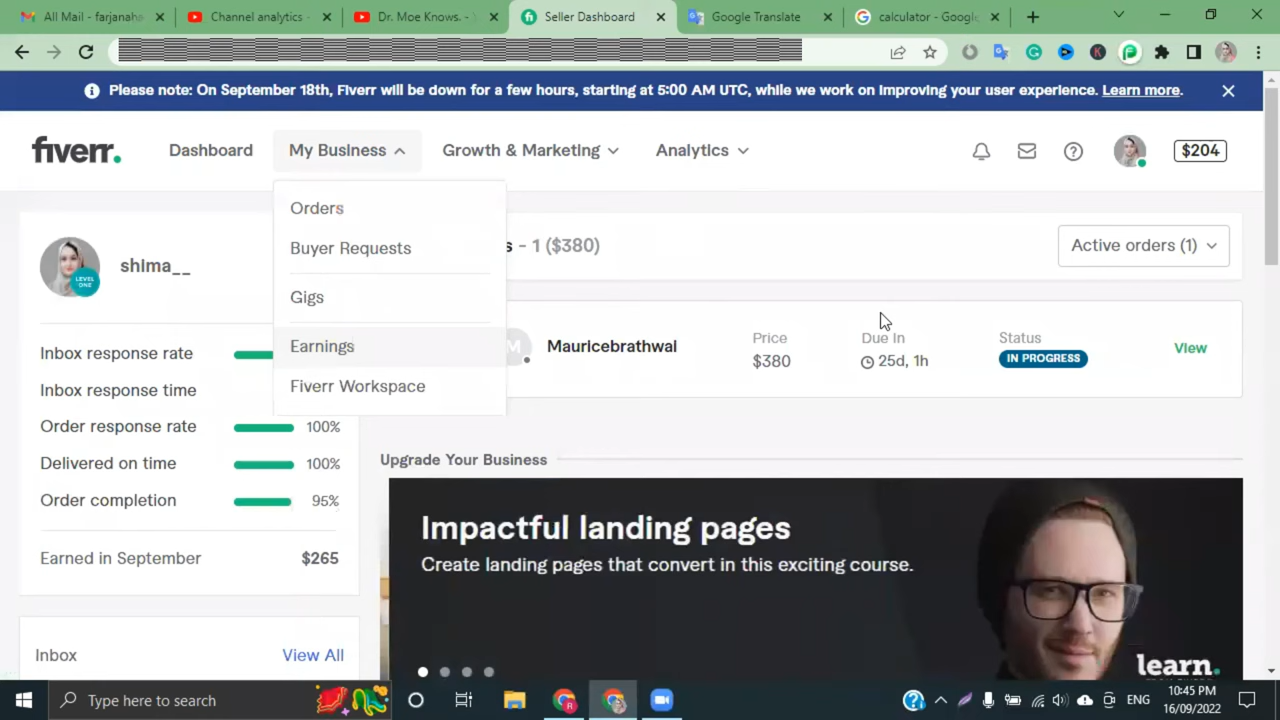 All Mail - farjanaha
Channel analytics -
Dr. Moe Knows. -
Seller Dashboard
Google Translate
calculator - Google
Please note: On September 18th, Fiverr will be down for a few hours, starting at 5:00 AM UTC, while we work on improving your user experience. Learn more.
fiverr.
Dashboard
My Business
Growth & Marketing
Analytics
$204
Orders
Buyer Requests
Gigs
Earnings
Fiverr Workspace
s - 1 ($380)
Active orders (1)
shima__
LEVEL
ONE
Inbox response rate
Inbox response time
Order response rate 100%
Delivered on time 100%
Order completion 95%
Earned in September $265
M
Mauricebrathwal
Price
$380
Due In
25d, 1h
Status
IN PROGRESS
View
Upgrade Your Business
Impactful landing pages
Create landing pages that convert in this exciting course.
learn.
Inbox View All
Type here to search
ENG
10:45 PM
16/09/2022